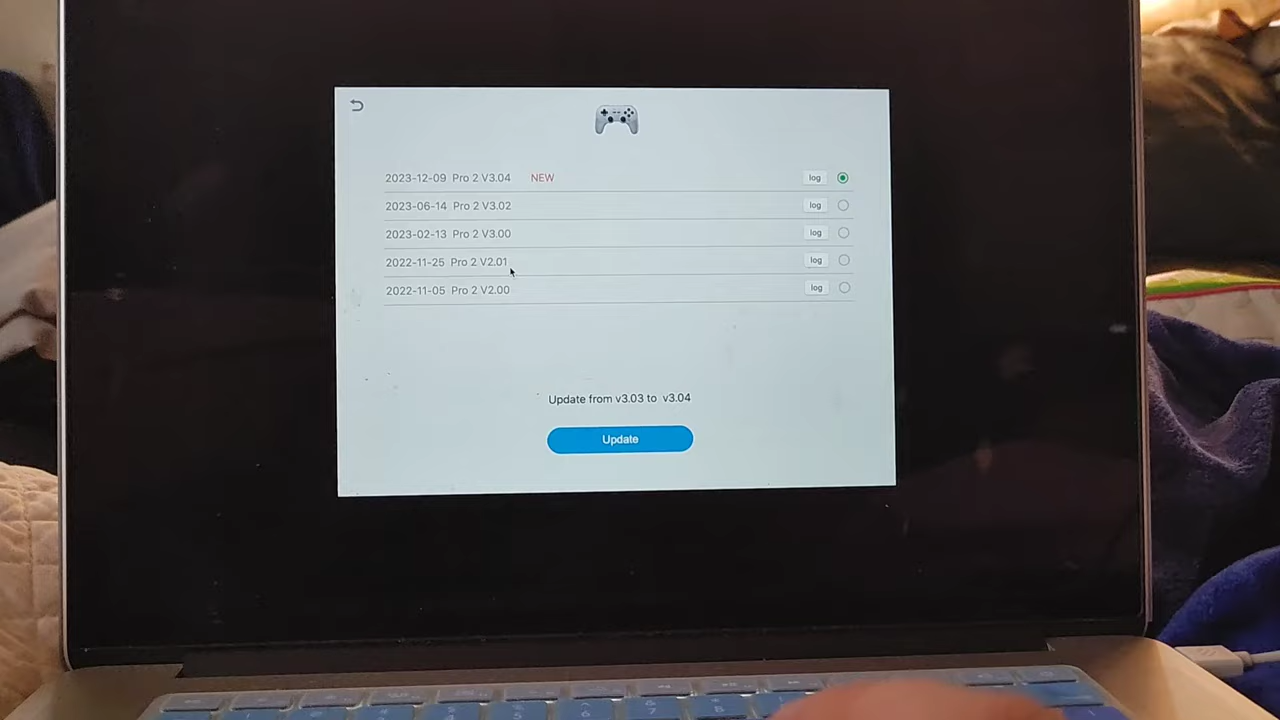 2023-12-09 Pro 2 V3.04 NEW log
2023-06-14 Pro 2 V3.02 log
2023-02-13 Pro 2 V3.00 log
2022-11-25 Pro 2 V2.01 log
2022-11-05 Pro 2 V2.00 log
Update from v3.03 to v3.04
Update